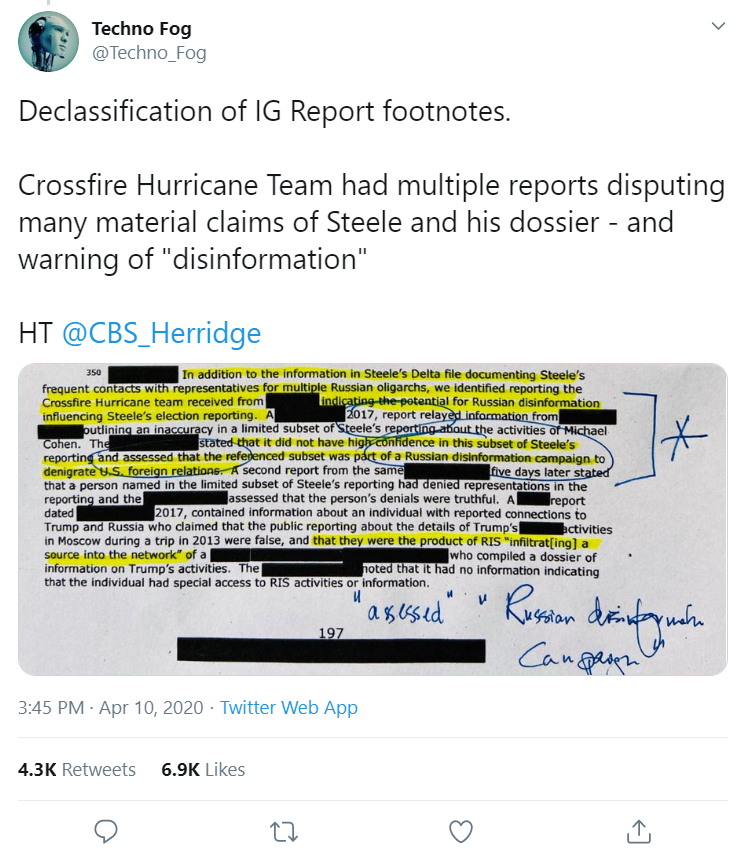 Techno Fog
@Techno_Fog
Declassification of IG Report footnotes.
Crossfire Hurricane Team had multiple reports disputing
many material claims of Steele and his dossier - and
warning of "disinformation"
HT @CBS_Herridge
350 In addition to the information in Steele's Delta file documenting Steele's
frequent contacts with representatives for multiple Russian oligarchs, we identified reporting the
Crossfire Hurricane team received from indicating the potential for Russian disinformation
influencing Steele's election reporting. A 2017, report relayed information from
outlining an inaccuracy in a limited subset of Steele's reporting about the activities of Michael
Cohen. The stated that it did not have high confidence in this subset of Steele's
reporting and assessed that the referenced subset was part of a Russian disinformation campaign to
denigrate U.S. foreign relations. A second report from the same five days later stated
that a person named in the limited subset of Steele's reporting had denied representations in the
reporting and the assessed that the person's denials were truthful. A report
dated 2017, contained information about an individual with reported connections to
Trump and Russia who claimed that the public reporting about the details of Trump's activities
in Moscow during a trip in 2013 were false, and that they were the product of RIS "infiltrat[ing] a
source into the network" of a who compiled a dossier of
information on Trump's activities. The noted that it had no information indicating
that the individual had special access to RIS activities or information.
"assessed" "Russian disinformation
Campaign"
197
3:45 PM · Apr 10, 2020 · Twitter Web App
4.3K Retweets 6.9K Likes